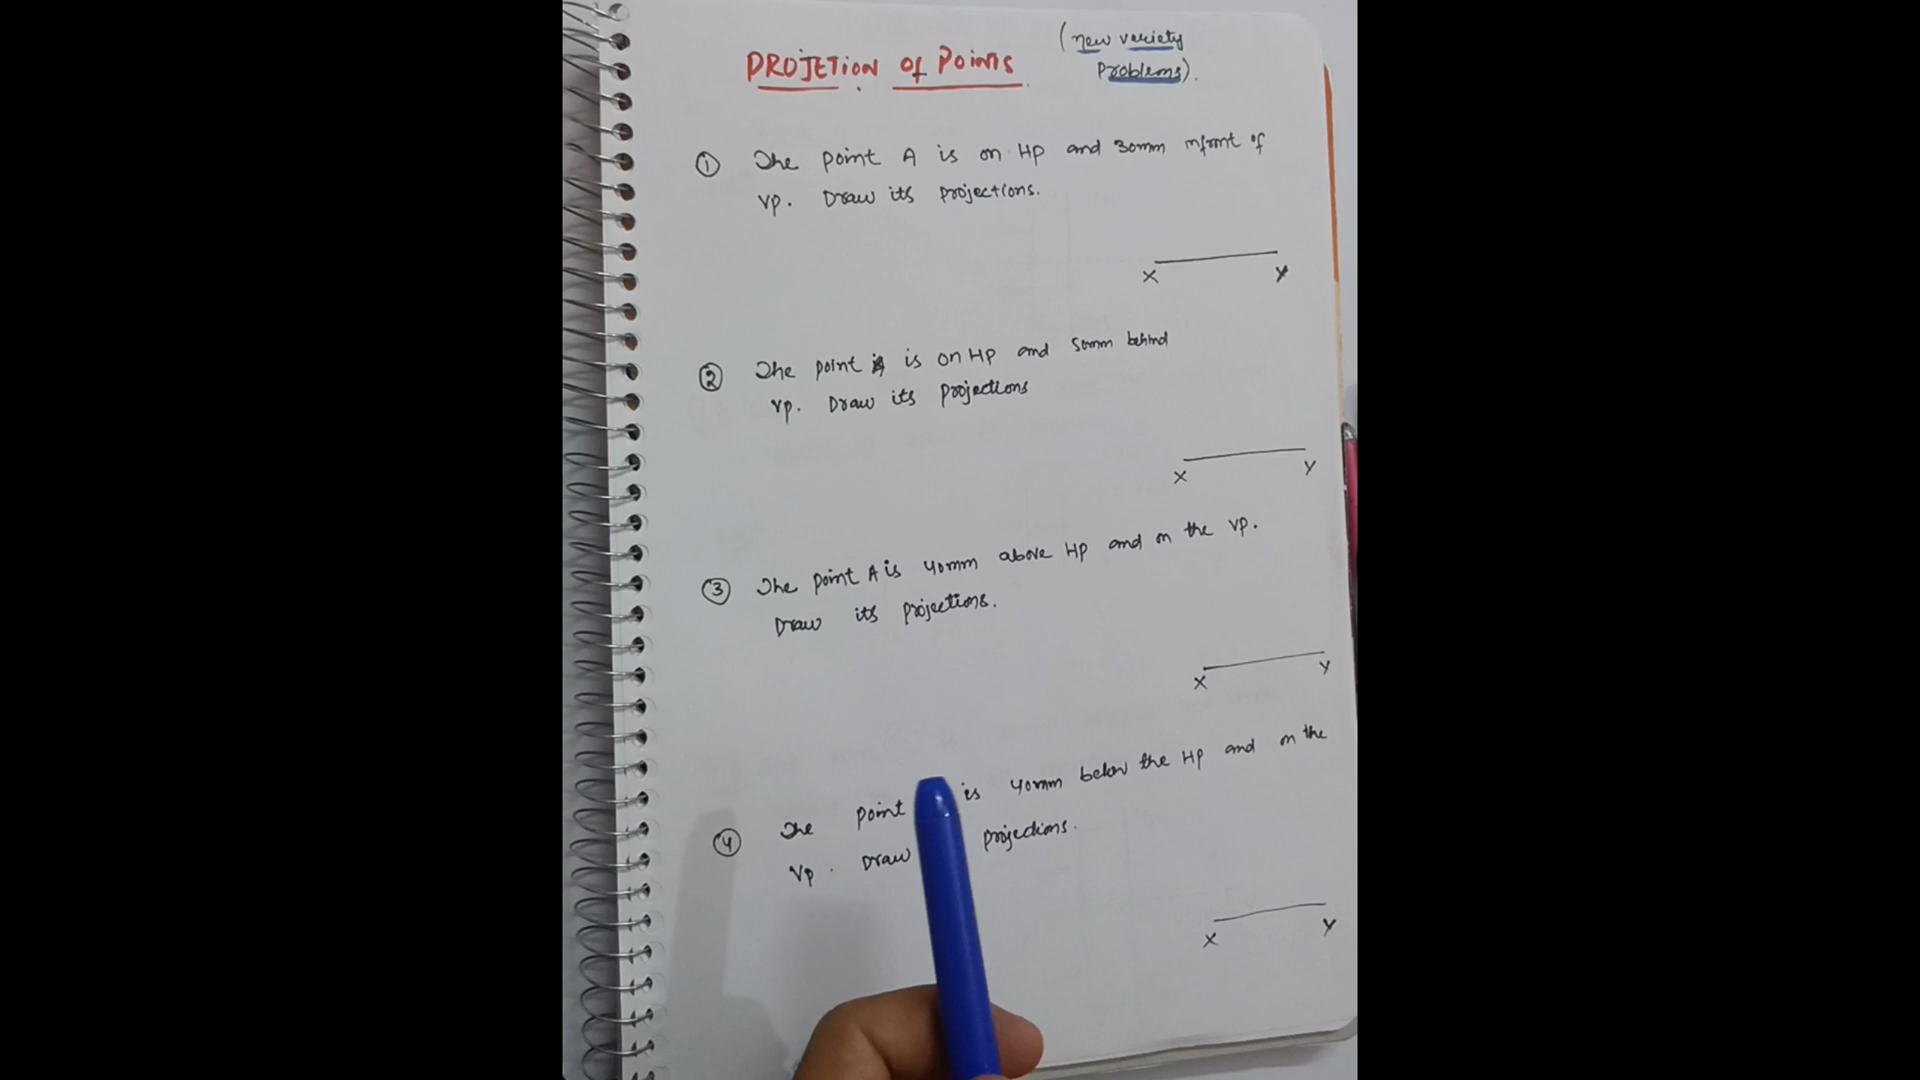 PROJETION of POINTS
(new variety
Problems).
① The point A is on HP and 30mm infront of
VP. Draw its projections.
X Y
② The point A is on HP and 50mm behind
VP. Draw its projections
X Y
③ The point A is 40mm above HP and on the VP.
Draw its projections.
X Y
④ The point is 40mm below the HP and on the
VP. Draw projections.
X Y